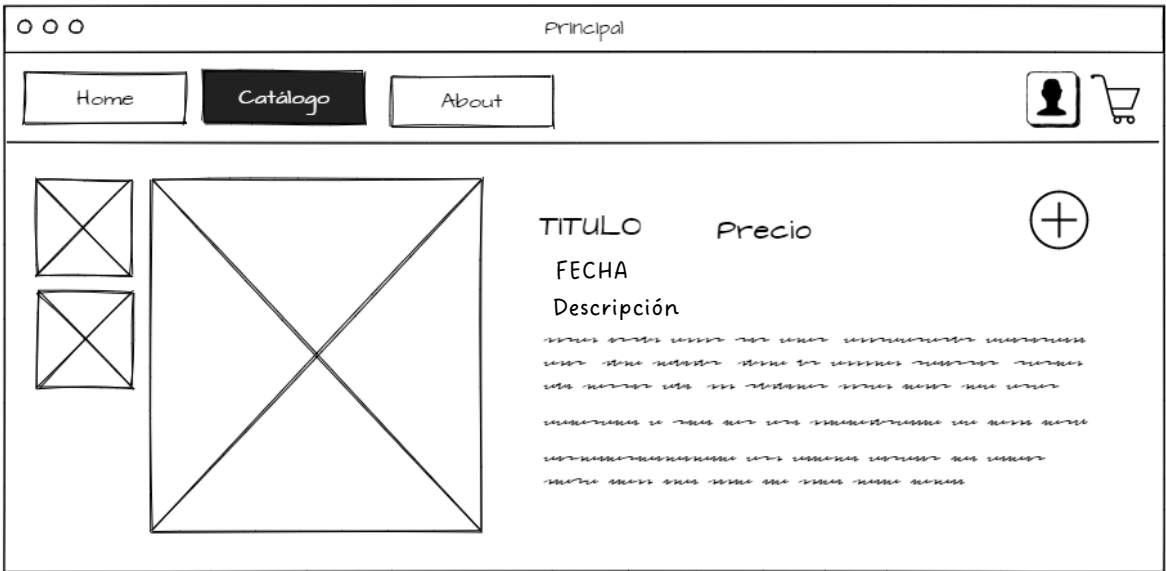 Principal
Home Catálogo About
TITULO Precio
FECHA
Descripción